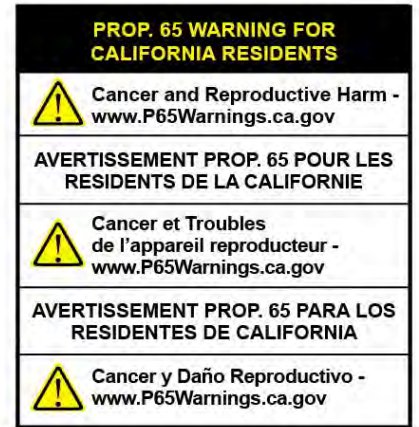 PROP. 65 WARNING FOR
CALIFORNIA RESIDENTS
Cancer and Reproductive Harm -
www.P65Warnings.ca.gov
AVERTISSEMENT PROP. 65 POUR LES
RESIDENTS DE LA CALIFORNIE
Cancer et Troubles
de l'appareil reproducteur -
www.P65Warnings.ca.gov
AVERTISSEMENT PROP. 65 PARA LOS
RESIDENTES DE CALIFORNIA
Cancer y Daño Reproductivo -
www.P65Warnings.ca.gov